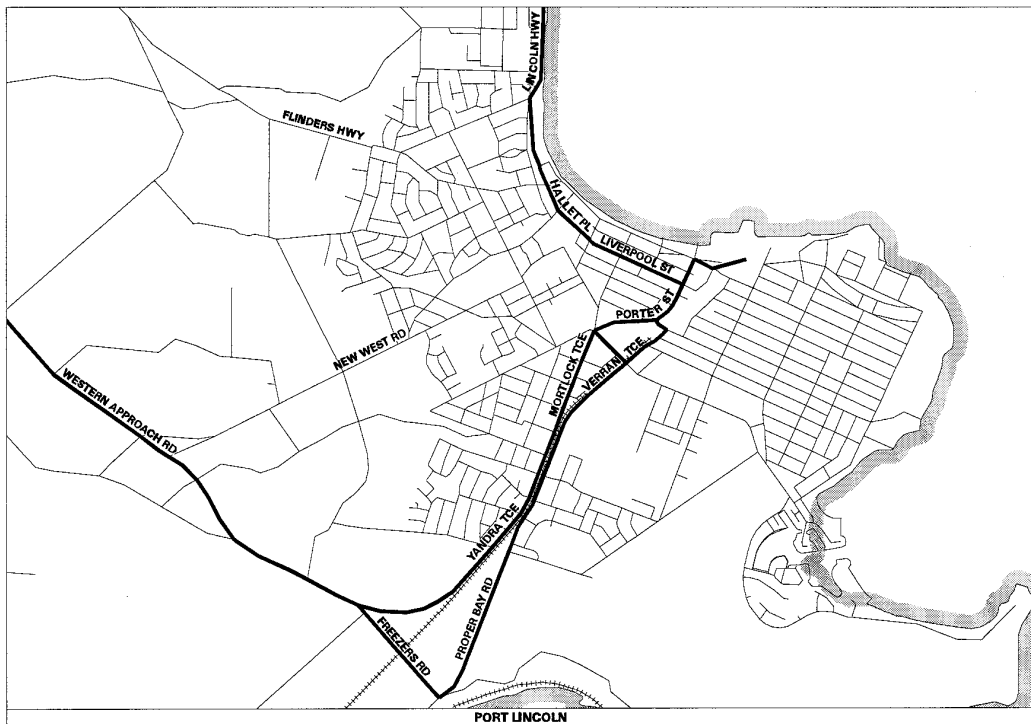 LINCOLN HWY
FLINDERS HWY
HALLET PL
LIVERPOOL ST
PORTER ST
NEW WEST RD
MORTLOCK TCE
VERRAN TCE
WESTERN APPROACH RD
YANDRA TCE
PROPER BAY RD
FREEZERS RD
PORT LINCOLN